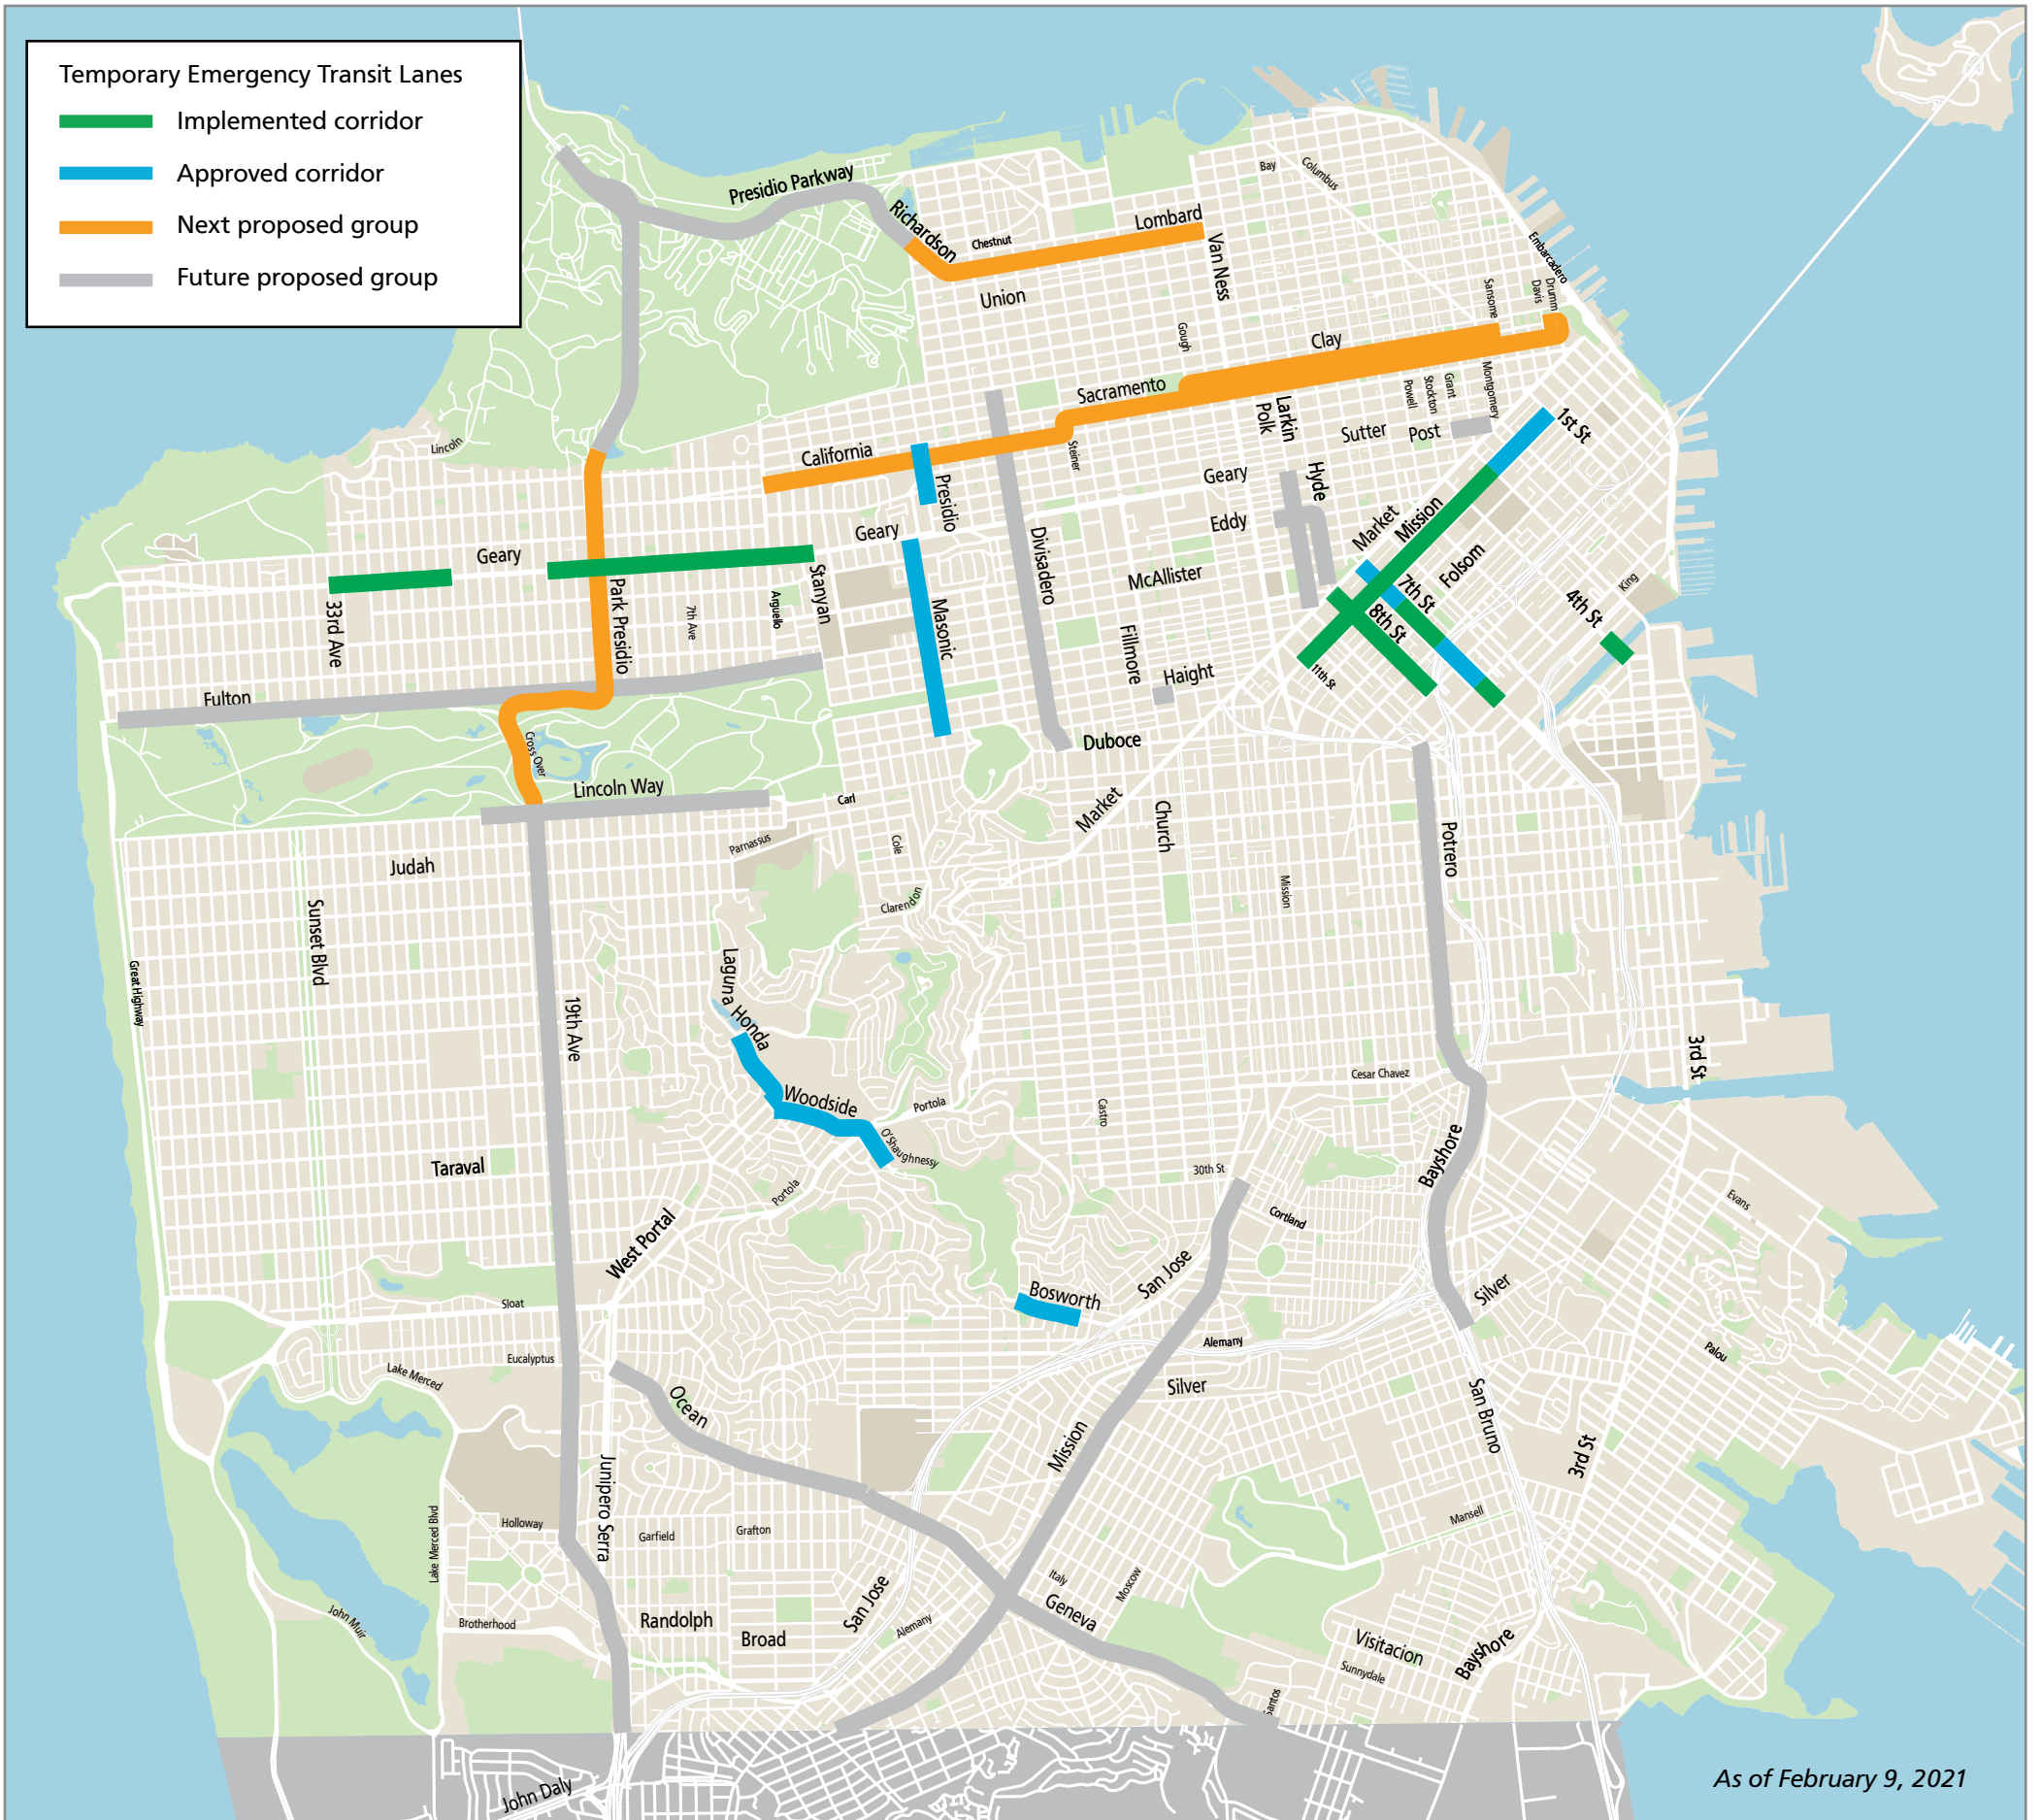 Temporary Emergency Transit Lanes
Implemented corridor
Approved corridor
Next proposed group
Future proposed group
Presidio Parkway
Richardson
Chestnut
Lombard
Van Ness
Bay
Columbus
Embarcadero
Union
Gough
Clay
Sansome
Davis
Drumm
Sacramento
Steiner
Larkin
Polk
Powell
Stockton
Grant
Montgomery
Sutter
Post
1st St
Lincoln
California
Presidio
Geary
Hyde
Eddy
Market
Mission
Folsom
Geary
Geary
Divisadero
McAllister
7th St
8th St
11th St
4th St
King
33rd Ave
Park Presidio
7th Ave
Arguello
Stanyan
Masonic
Fillmore
Haight
Fulton
Cross Over
Duboce
Lincoln Way
Carl
Market
Church
Potrero
Judah
Parnassus
Cole
Clarendon
Mission
Sunset Blvd
Great Highway
19th Ave
Laguna Honda
Woodside
Portola
O'Shaughnessy
Castro
Cesar Chavez
3rd St
Taraval
Portola
30th St
Cortland
Bayshore
Evans
West Portal
San Jose
Bosworth
Silver
Sloat
Alemany
Eucalyptus
Lake Merced
Silver
Palou
Ocean
Mission
San Bruno
3rd St
Junipero Serra
Lake Merced Blvd
Holloway
Garfield
Grafton
Mansell
Italy
Moscow
Geneva
San Jose
Alemany
Randolph
Broad
John Muir
Brotherhood
Visitacion
Sunnydale
Bayshore
Santos
John Daly
As of February 9, 2021